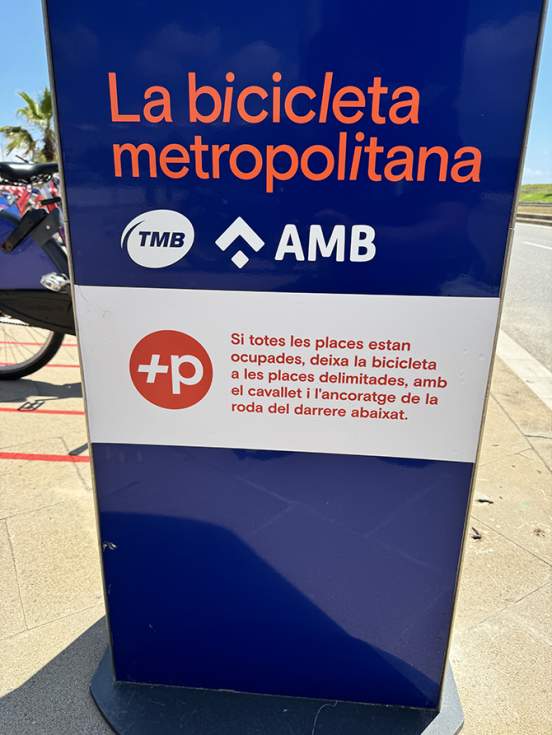 La bicicleta
metropolitana
TMB
AMB
+p
Si totes les places estan
ocupades, deixa la bicicleta
a les places delimitades, amb
el cavallet i l'ancoratge de la
roda del darrere abaixat.